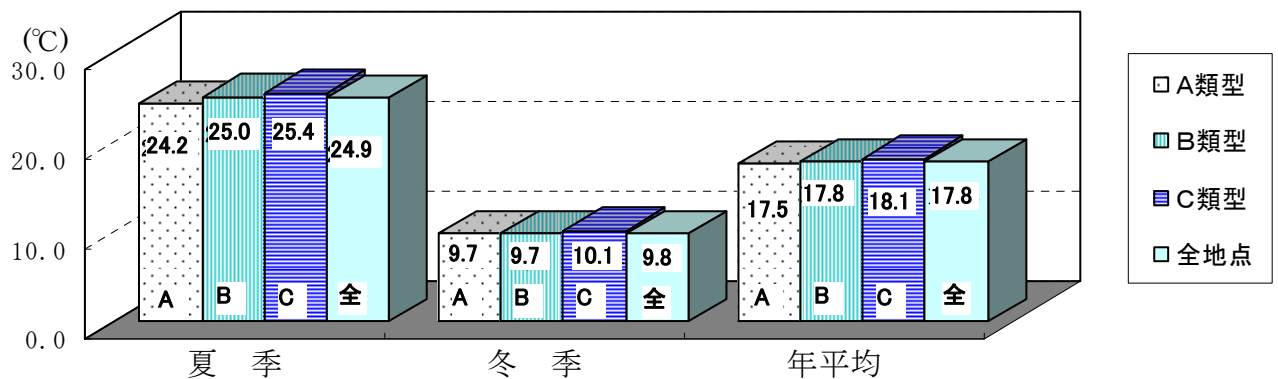 (℃)
30.0
20.0
10.0
0.0
24.2 25.0 25.4 24.9
A B C 全
9.7 9.7 10.1 9.8
A B C 全
17.5 17.8 18.1 17.8
A B C 全
夏 季 冬 季 年平均
A類型
B類型
C類型
全地点